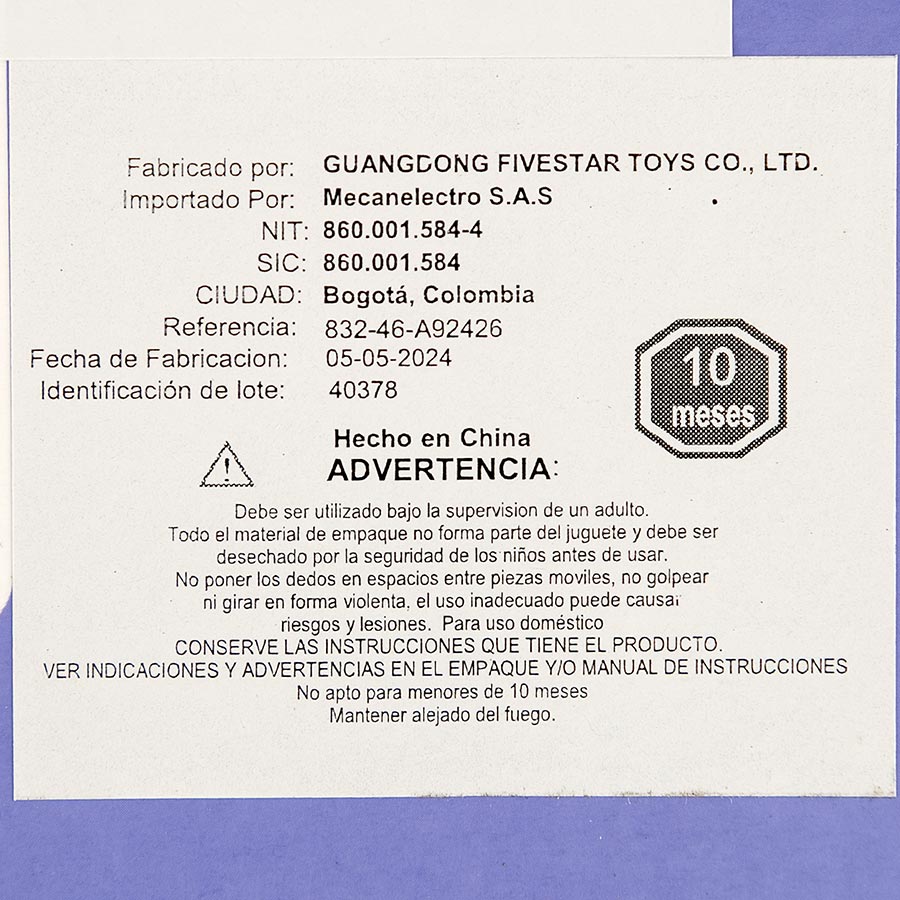 Fabricado por: GUANGDONG FIVESTAR TOYS CO., LTD.
Importado Por: Mecanelectro S.A.S
NIT: 860.001.584-4
SIC: 860.001.584
CIUDAD: Bogotá, Colombia
Referencia: 832-46-A92426
Fecha de Fabricacion: 05-05-2024
Identificación de lote: 40378
10
meses
Hecho en China
ADVERTENCIA:
Debe ser utilizado bajo la supervision de un adulto.
Todo el material de empaque no forma parte del juguete y debe ser
desechado por la seguridad de los niños antes de usar.
No poner los dedos en espacios entre piezas moviles, no golpear
ni girar en forma violenta, el uso inadecuado puede causar
riesgos y lesiones. Para uso doméstico
CONSERVE LAS INSTRUCCIONES QUE TIENE EL PRODUCTO.
VER INDICACIONES Y ADVERTENCIAS EN EL EMPAQUE Y/O MANUAL DE INSTRUCCIONES
No apto para menores de 10 meses
Mantener alejado del fuego.